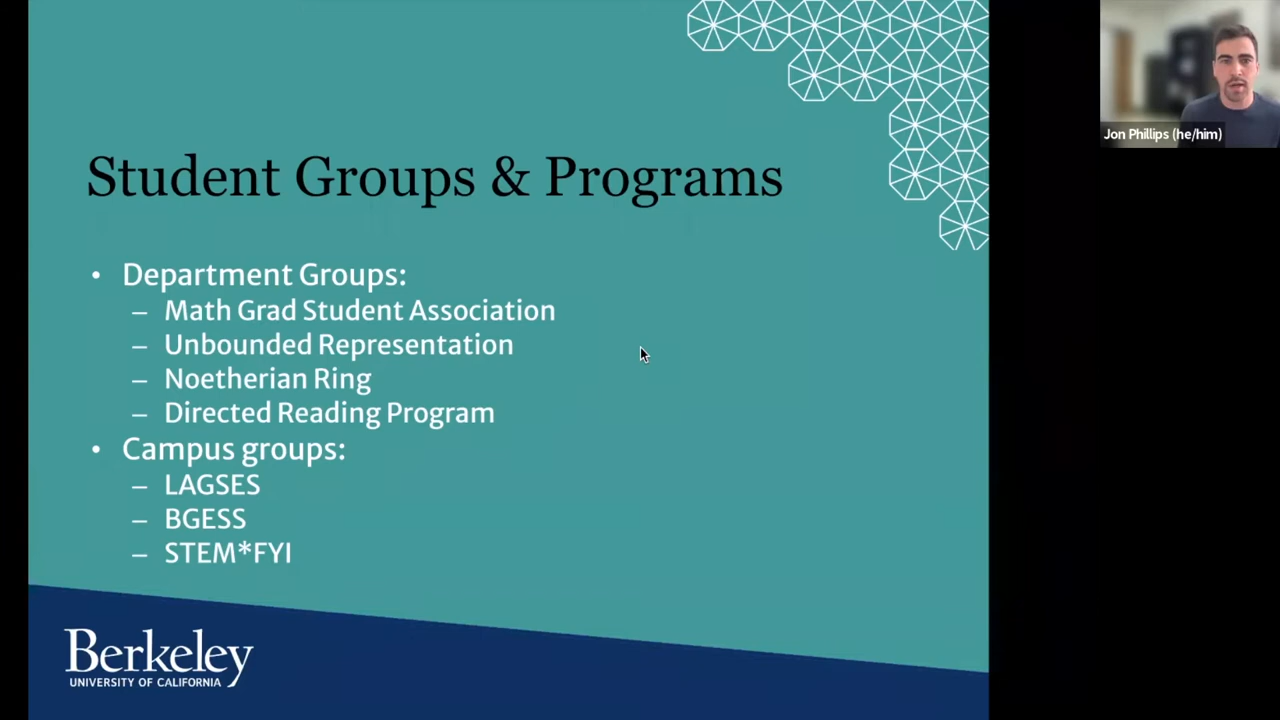 Student Groups & Programs
• Department Groups:
– Math Grad Student Association
– Unbounded Representation
– Noetherian Ring
– Directed Reading Program
• Campus groups:
– LAGSES
– BGESS
– STEM*FYI
Berkeley
UNIVERSITY OF CALIFORNIA
Jon Phillips (he/him)